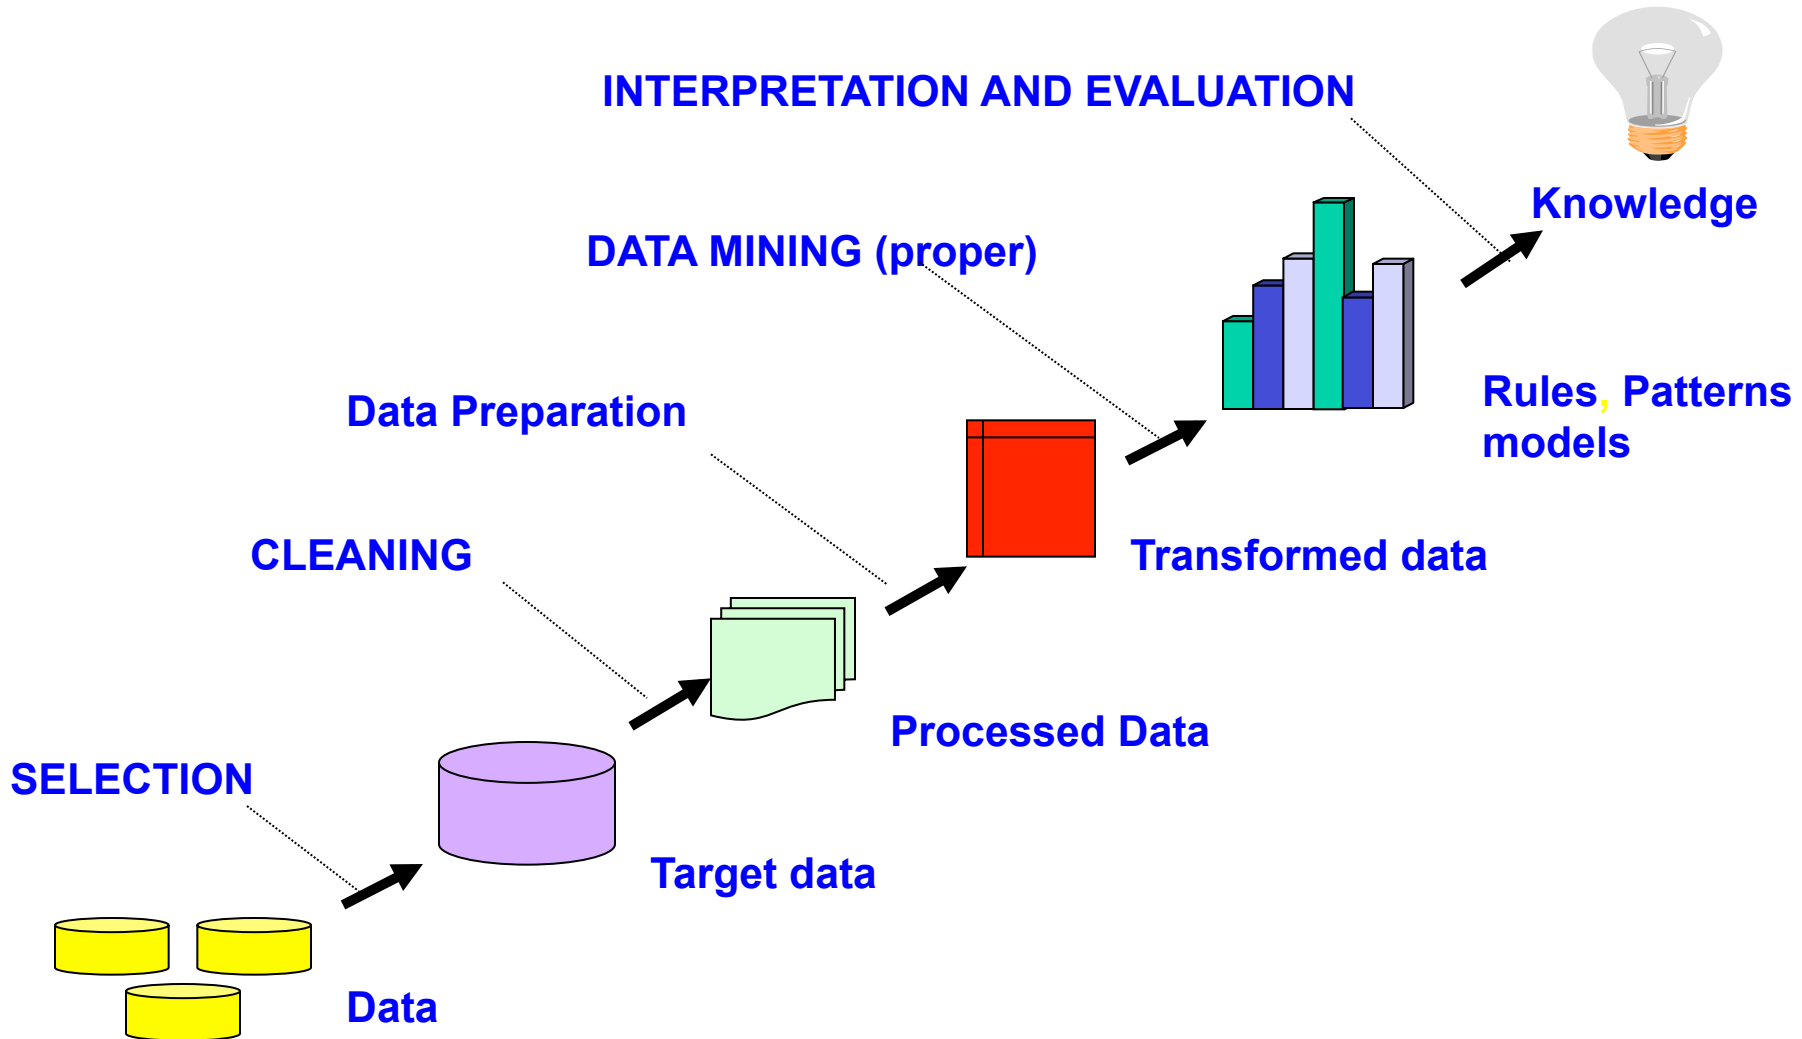 INTERPRETATION AND EVALUATION
Knowledge
DATA MINING (proper)
Rules, Patterns
models
Data Preparation
CLEANING
Transformed data
Processed Data
SELECTION
Target data
Data